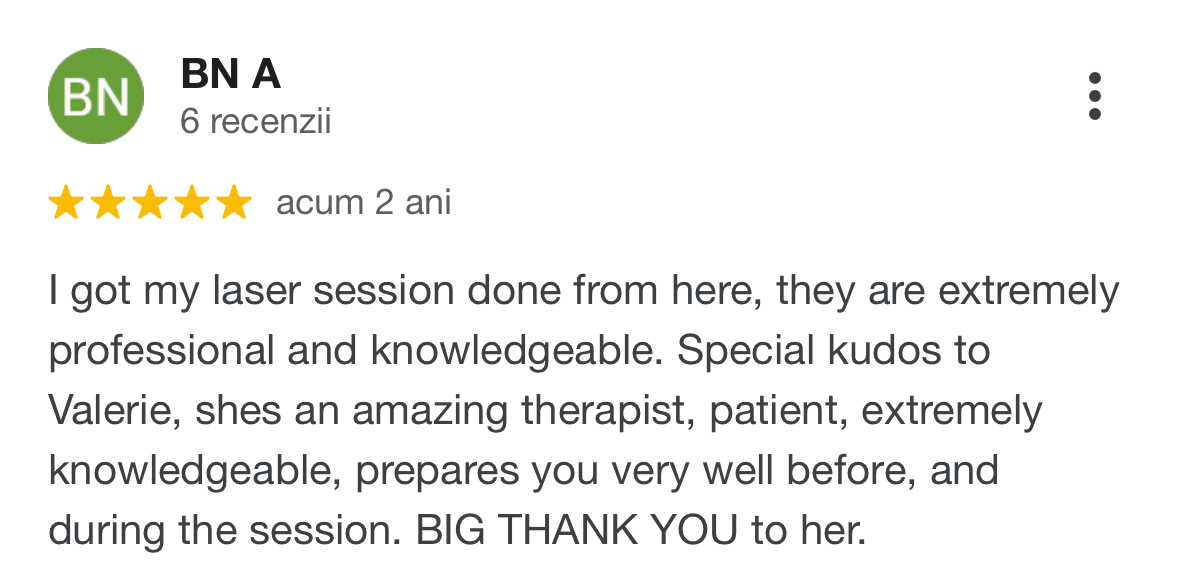 BN
BN A
6 recenzii
acum 2 ani
I got my laser session done from here, they are extremely
professional and knowledgeable. Special kudos to
Valerie, shes an amazing therapist, patient, extremely
knowledgeable, prepares you very well before, and
during the session. BIG THANK YOU to her.